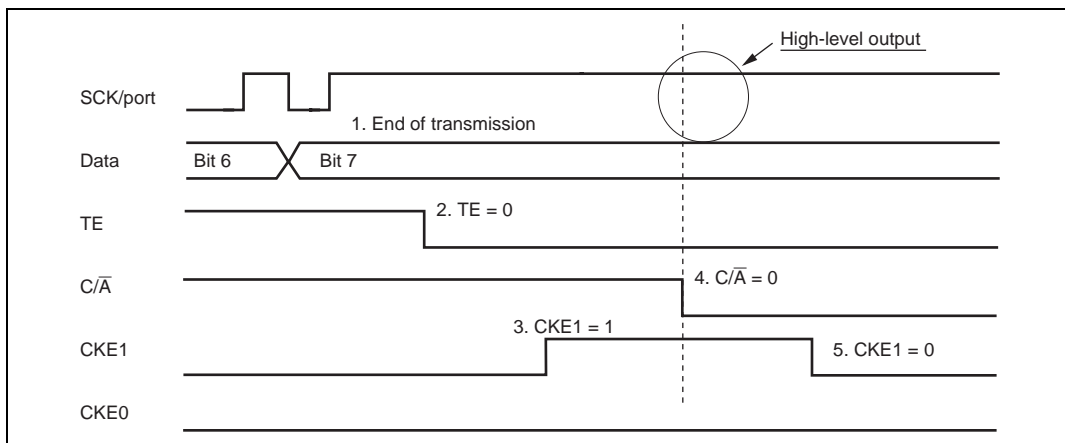 High-level output
SCK/port
1. End of transmission
Data
Bit 6
Bit 7
TE
2. TE = 0
C/A̅
4. C/A̅ = 0
3. CKE1 = 1
CKE1
5. CKE1 = 0
CKE0